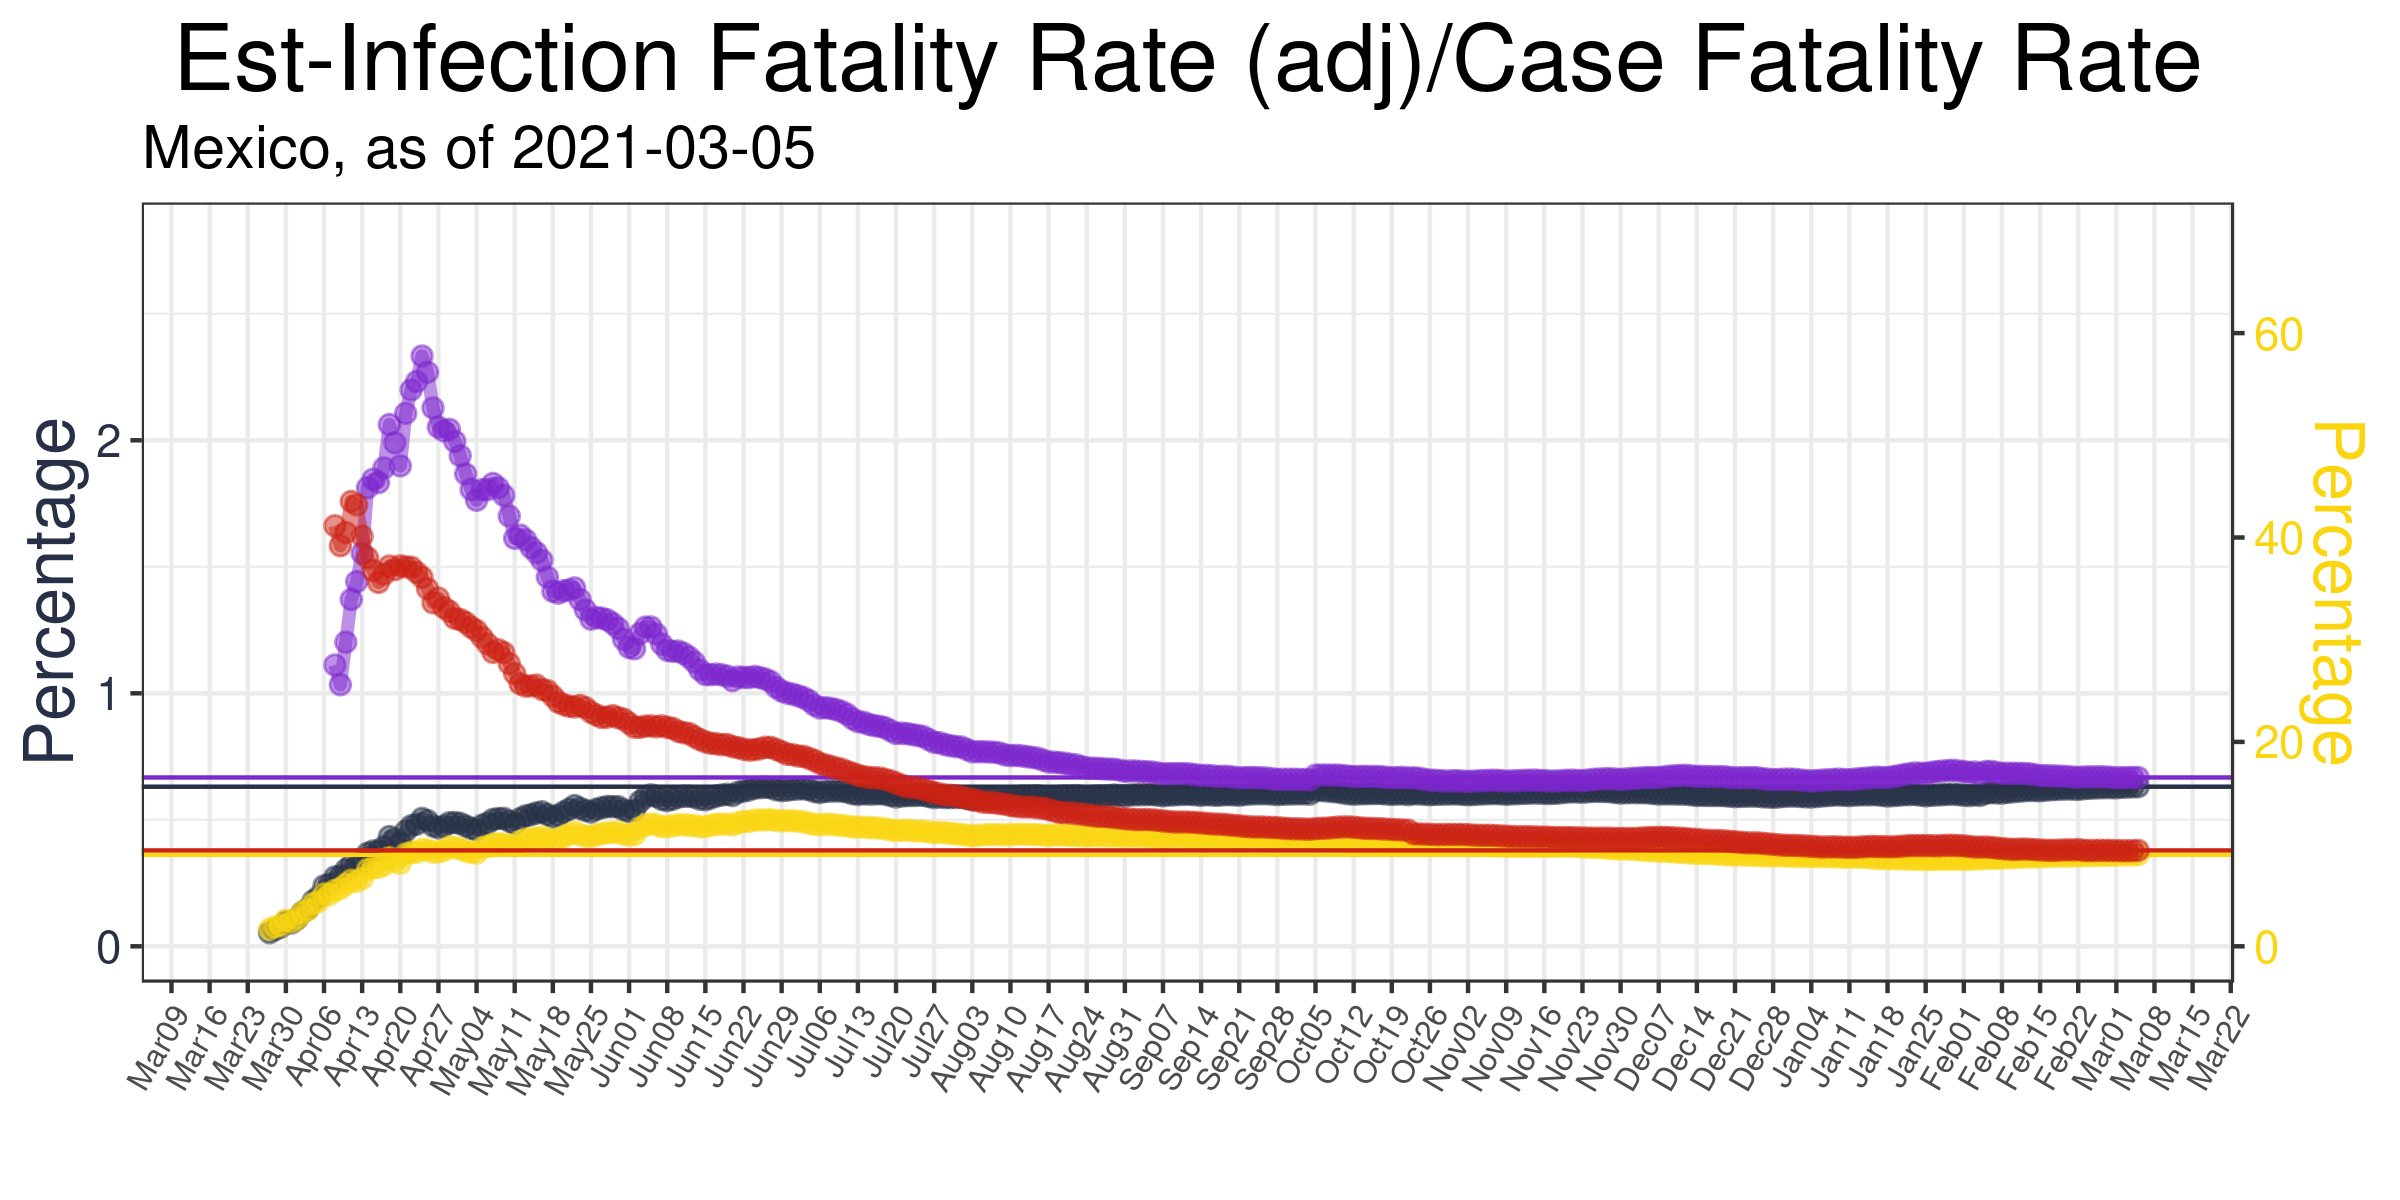 Est-Infection Fatality Rate (adj)/Case Fatality Rate
Mexico, as of 2021-03-05
Percentage
2
1
0
60
40
20
0
Percentage
Mar09
Mar16
Mar23
Mar30
Apr06
Apr13
Apr20
Apr27
May04
May11
May18
May25
Jun01
Jun08
Jun15
Jun22
Jun29
Jul06
Jul13
Jul20
Jul27
Aug03
Aug10
Aug17
Aug24
Aug31
Sep07
Sep14
Sep21
Sep28
Oct05
Oct12
Oct19
Oct26
Nov02
Nov09
Nov16
Nov23
Nov30
Dec07
Dec14
Dec21
Dec28
Dec04
Jan11
Jan18
Jan18
Jan25
Feb01
Feb08
Feb15
Feb22
Mar01
Mar08
Mar15
Mar22